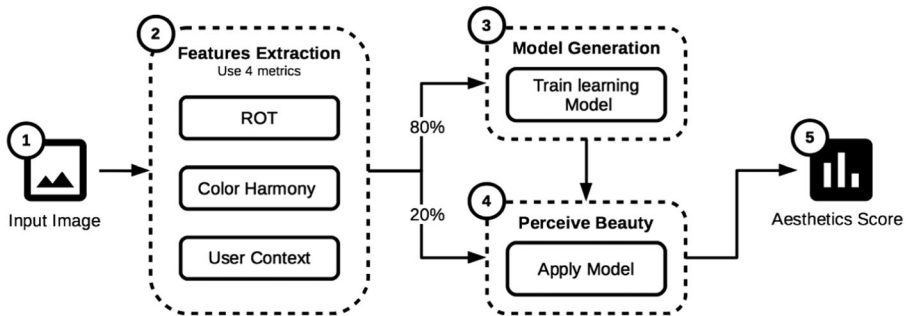 1
Input Image
2
Features Extraction
Use 4 metrics
ROT
Color Harmony
User Context
80%
20%
3
Model Generation
Train learning
Model
4
Perceive Beauty
Apply Model
5
Aesthetics Score